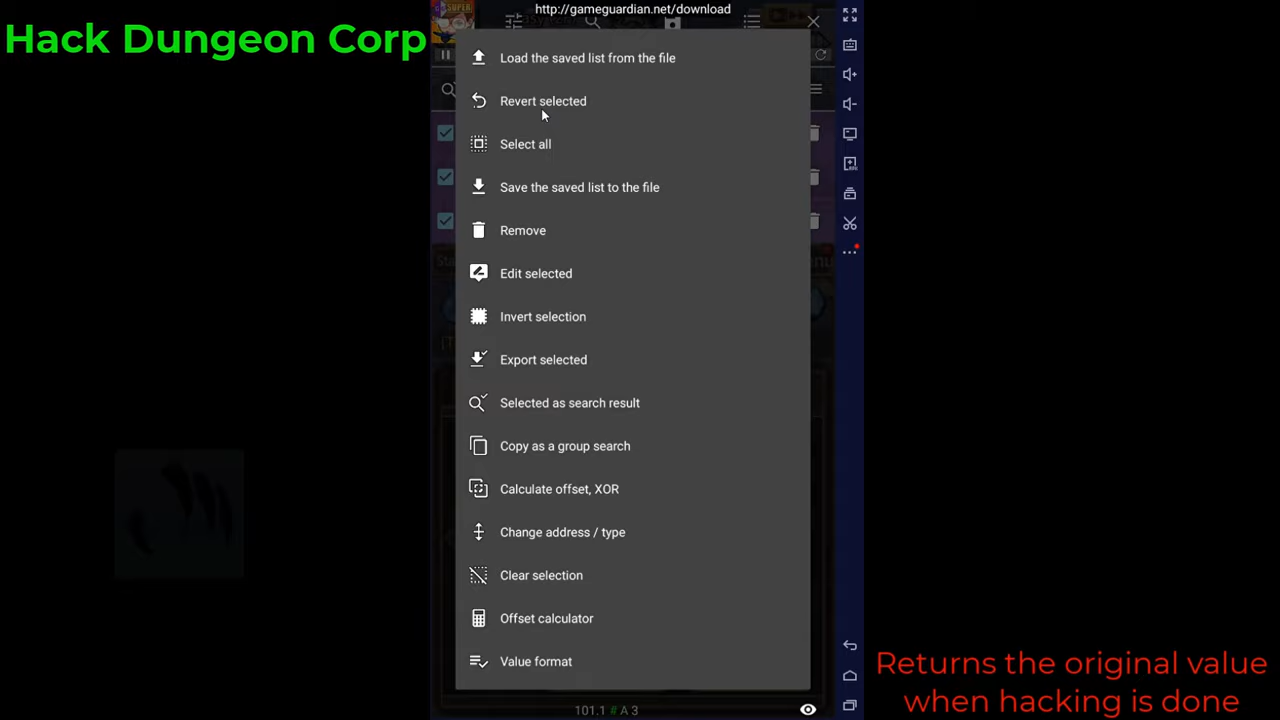 http://gameguardian.net/download
Hack Dungeon Corp
Load the saved list from the file
Revert selected
Select all
Save the saved list to the file
Remove
Edit selected
Invert selection
Export selected
Selected as search result
Copy as a group search
Calculate offset, XOR
Change address / type
Clear selection
Offset calculator
Value format
101.1 # A 3
Returns the original value
when hacking is done